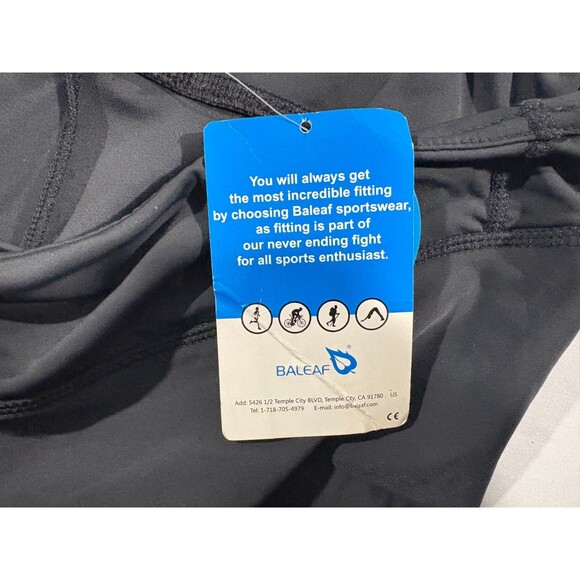 You will always get
the most incredible fitting
by choosing Baleaf sportswear,
as fitting is part of
our never ending fight
for all sports enthusiast.
BALEAF ®
Add: 5426 1/2 Temple City BLVD, Temple City, CA 91780 , US
Tel: 1-718-705-4979 E-mail: info@baleaf.com
CE